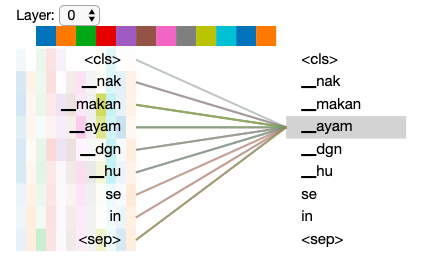 Layer: 0
<cls> <cls>
__nak __nak
__makan __makan
__ayam __ayam
__dgn __dgn
__hu __hu
se se
in in
<sep> <sep>